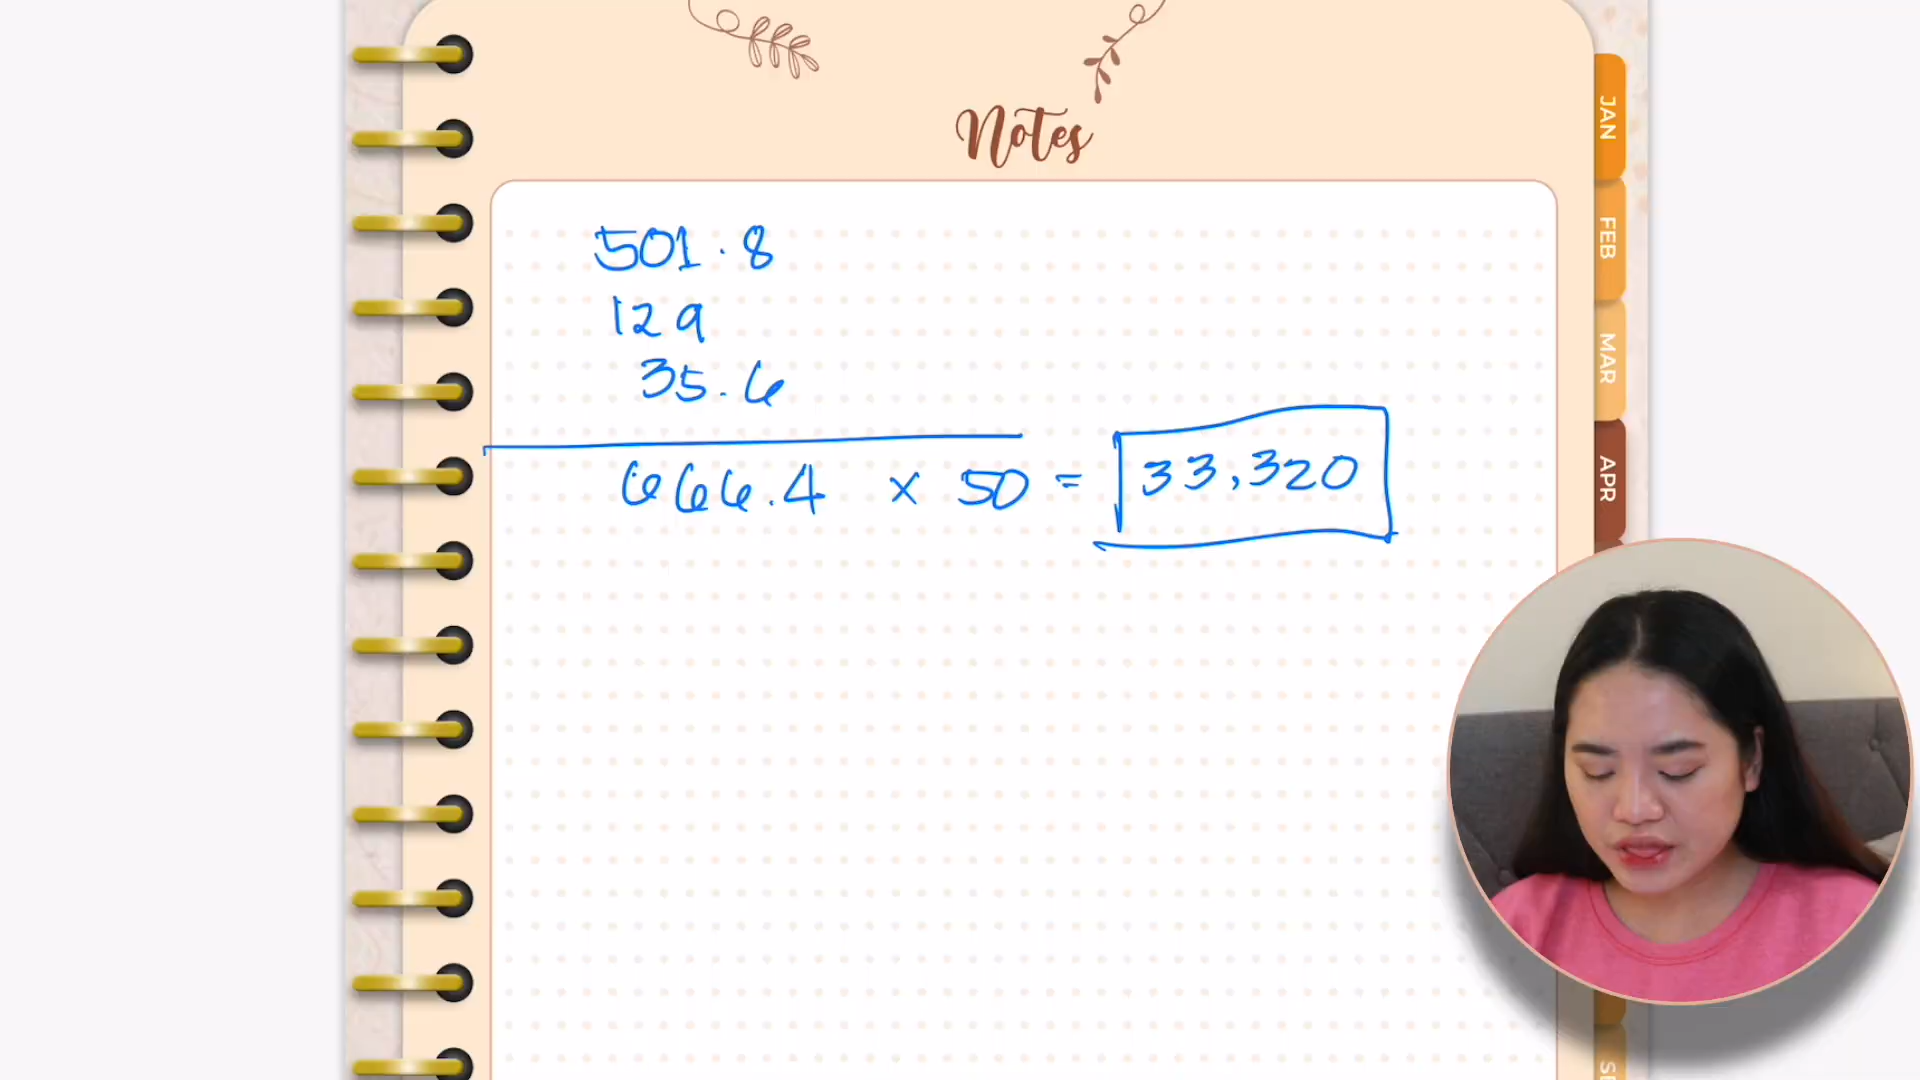 Notes
501.8
129
35.6
666.4 x 50 = 33,320
JAN
FEB
MAR
APR